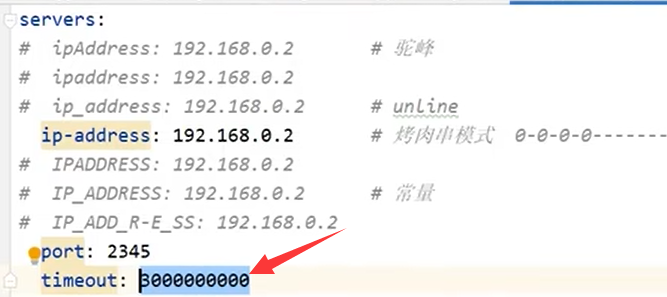 servers:
#  ipAddress: 192.168.0.2  # 驼峰
#  ipaddress: 192.168.0.2
#  ip_address: 192.168.0.2  # unline
ip-address: 192.168.0.2  # 烤肉串模式  0-0-0-0-------
#  IPADDRESS: 192.168.0.2
#  IP_ADDRESS: 192.168.0.2  # 常量
#  IP_ADD_R-E_SS: 192.168.0.2
port: 2345
timeout: 3000000000